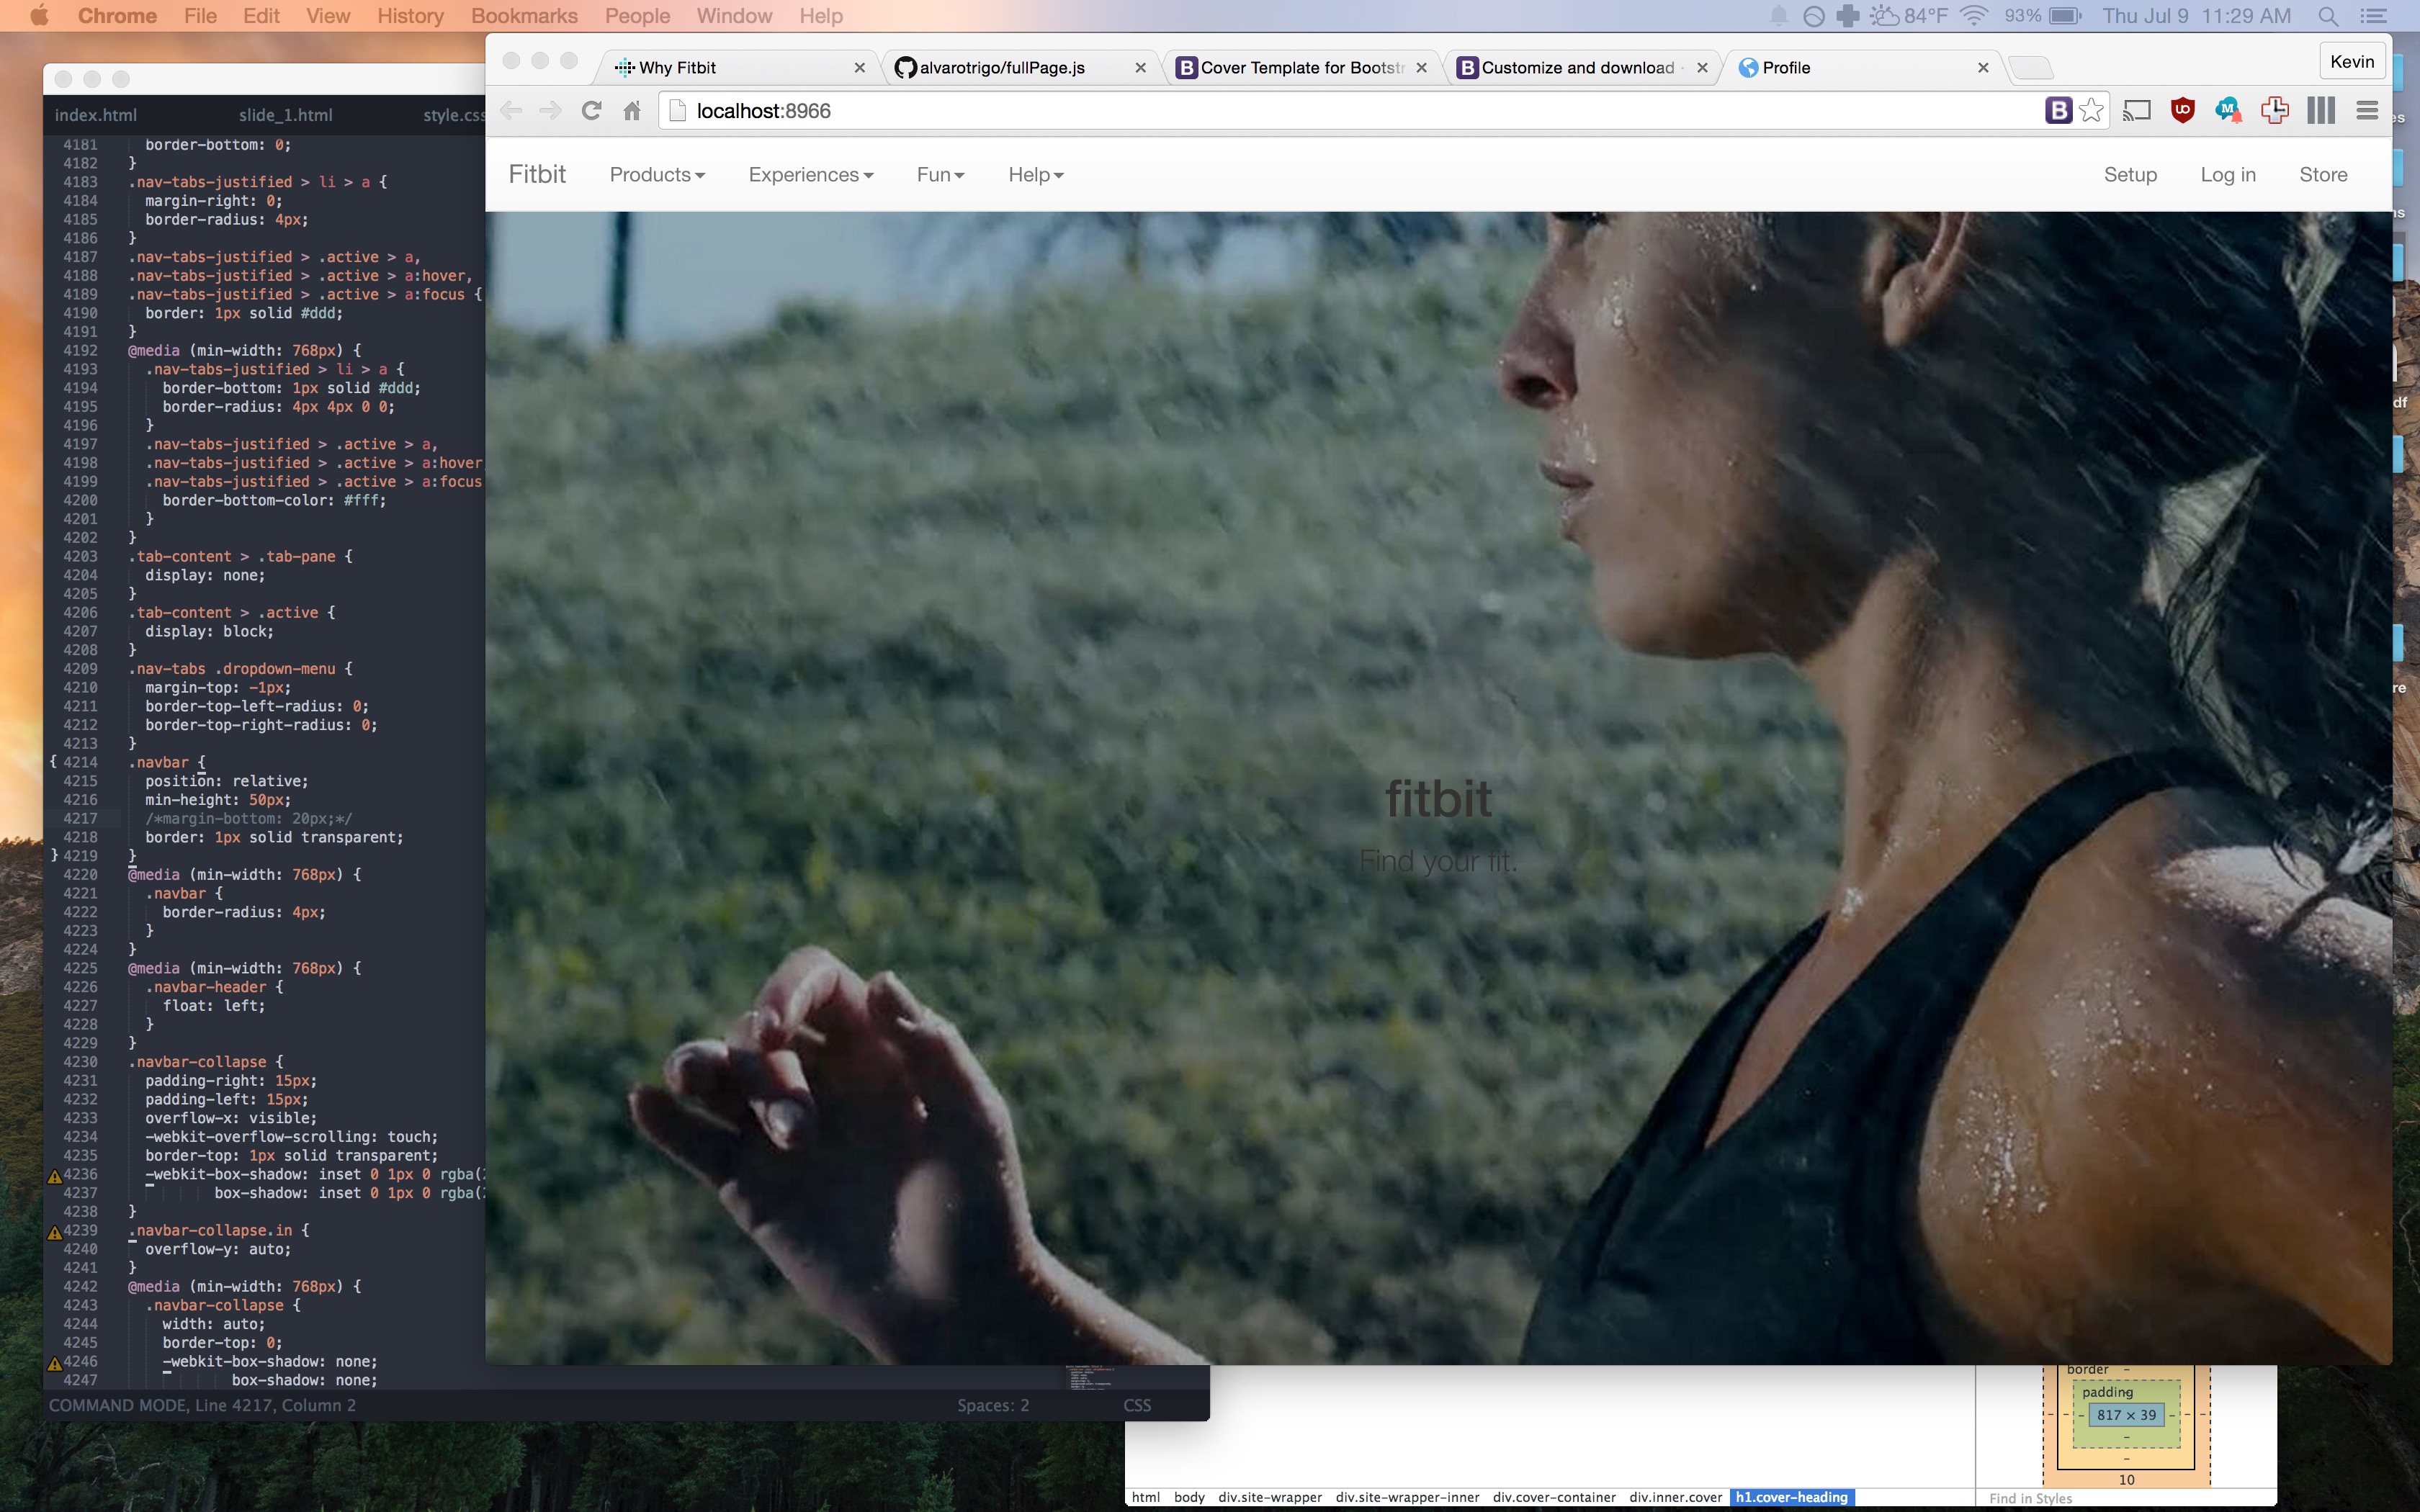 Chrome File Edit View History Bookmarks People Window Help
84°F 93% Thu Jul 9 11:29 AM
Why Fitbit
alvarotrigo/fullPage.js
Cover Template for Bootstr
Customize and download
Profile
Kevin
localhost:8966
Fitbit Products Experiences Fun Help Setup Log in Store
fitbit
Find your fit.
index.html slide_1.html style.css
4181 border-bottom: 0;
4182 }
4183 .nav-tabs-justified > li > a {
4184 margin-right: 0;
4185 border-radius: 4px;
4186 }
4187 .nav-tabs-justified > .active > a,
4188 .nav-tabs-justified > .active > a:hover,
4189 .nav-tabs-justified > .active > a:focus {
4190 border: 1px solid #ddd;
4191 }
4192 @media (min-width: 768px) {
4193 .nav-tabs-justified > li > a {
4194 border-bottom: 1px solid #ddd;
4195 border-radius: 4px 4px 0 0;
4196 }
4197 .nav-tabs-justified > .active > a,
4198 .nav-tabs-justified > .active > a:hover
4199 .nav-tabs-justified > .active > a:focus
4200 border-bottom-color: #fff;
4201 }
4202 }
4203 .tab-content > .tab-pane {
4204 display: none;
4205 }
4206 .tab-content > .active {
4207 display: block;
4208 }
4209 .nav-tabs .dropdown-menu {
4210 margin-top: -1px;
4211 border-top-left-radius: 0;
4212 border-top-right-radius: 0;
4213 }
{ 4214 .navbar {
4215 position: relative;
4216 min-height: 50px;
4217 /*margin-bottom: 20px;*/
4218 border: 1px solid transparent;
} 4219 }
4220 @media (min-width: 768px) {
4221 .navbar {
4222 border-radius: 4px;
4223 }
4224 }
4225 @media (min-width: 768px) {
4226 .navbar-header {
4227 float: left;
4228 }
4229 }
4230 .navbar-collapse {
4231 padding-right: 15px;
4232 padding-left: 15px;
4233 overflow-x: visible;
4234 -webkit-overflow-scrolling: touch;
4235 border-top: 1px solid transparent;
4236 -webkit-box-shadow: inset 0 1px 0 rgba(
4237 box-shadow: inset 0 1px 0 rgba(
4238 }
4239 .navbar-collapse.in {
4240 overflow-y: auto;
4241 }
4242 @media (min-width: 768px) {
4243 .navbar-collapse {
4244 width: auto;
4245 border-top: 0;
4246 -webkit-box-shadow: none;
4247 box-shadow: none;
COMMAND MODE, Line 4217, Column 2 Spaces: 2 CSS
border –
padding
817 × 39
10
html body div.site-wrapper div.site-wrapper-inner div.cover-container div.inner.cover h1.cover-heading
Find in Styles
es
ns
df
re